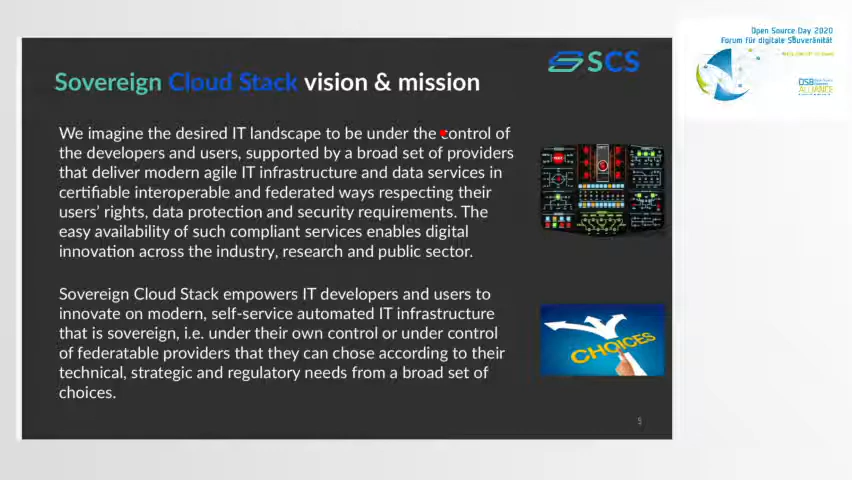 Open Source Day 2020
Forum für digitale Souveränität
SCS
Sovereign Cloud Stack vision & mission
We imagine the desired IT landscape to be under the control of
the developers and users, supported by a broad set of providers
that deliver modern agile IT infrastructure and data services in
certifiable interoperable and federated ways respecting their
users' rights, data protection and security requirements. The
easy availability of such compliant services enables digital
innovation across the industry, research and public sector.
Sovereign Cloud Stack empowers IT developers and users to
innovate on modern, self-service automated IT infrastructure
that is sovereign, i.e. under their own control or under control
of federatable providers that they can chose according to their
technical, strategic and regulatory needs from a broad set of
choices.
CHOICES
5
OSB
ALLIANCE